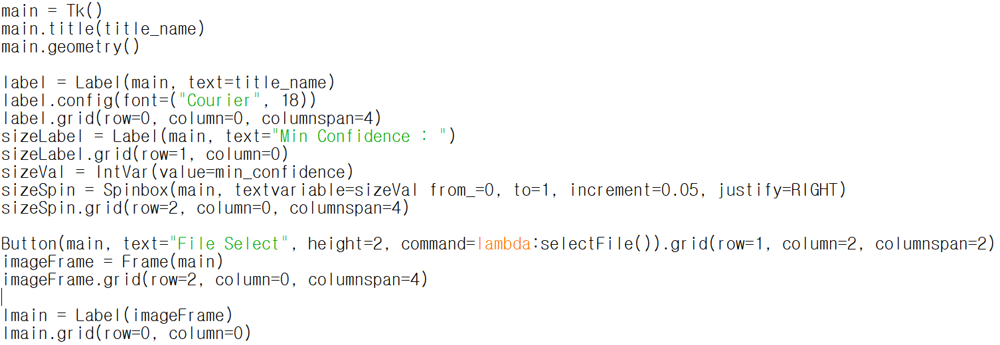 main = Tk()
main.title(title_name)
main.geometry()
label = Label(main, text=title_name)
label.config(font=("Courier", 18))
label.grid(row=0, column=0, columnspan=4)
sizeLabel = Label(main, text="Min Confidence : ")
sizeLabel.grid(row=1, column=0)
sizeVal = IntVar(value=min_confidence)
sizeSpin = Spinbox(main, textvariable=sizeVal from_=0, to=1, increment=0.05, justify=RIGHT)
sizeSpin.grid(row=2, column=0, columnspan=4)
Button(main, text="File Select", height=2, command=lambda:selectFile()).grid(row=1, column=2, columnspan=2)
imageFrame = Frame(main)
imageFrame.grid(row=2, column=0, columnspan=4)
lmain = Label(imageFrame)
lmain.grid(row=0, column=0)